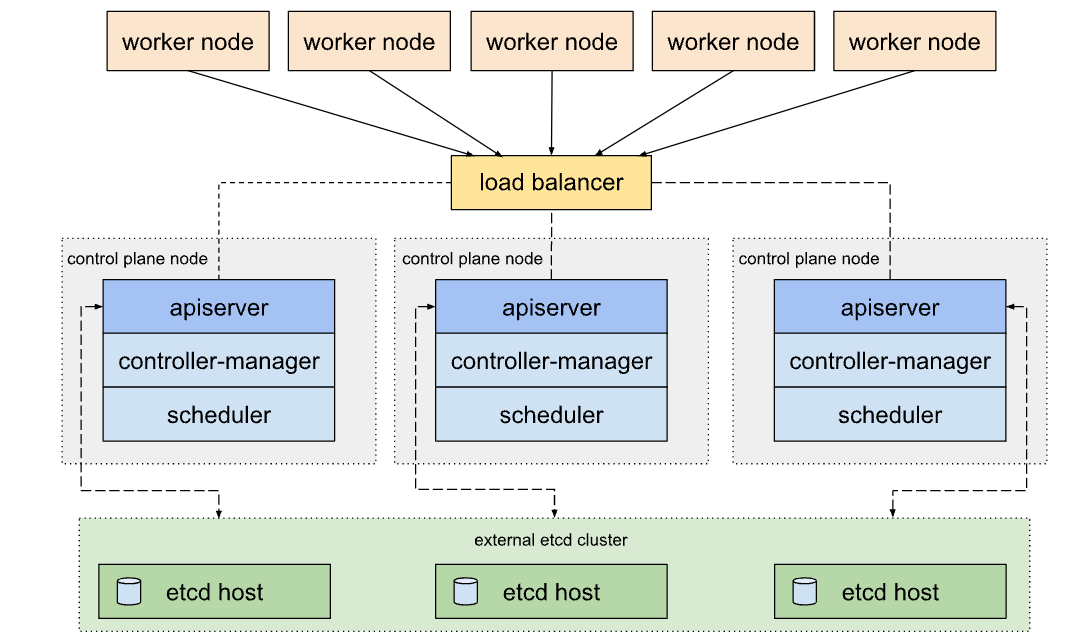 worker node
worker node
worker node
worker node
worker node
load balancer
control plane node
control plane node
control plane node
apiserver
apiserver
apiserver
controller-manager
controller-manager
controller-manager
scheduler
scheduler
scheduler
external etcd cluster
etcd host
etcd host
etcd host